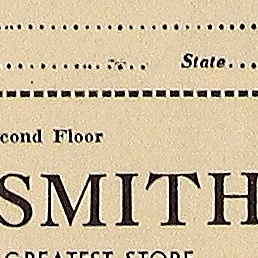 State...
cond Floor
SMITH
GREATEST STORE